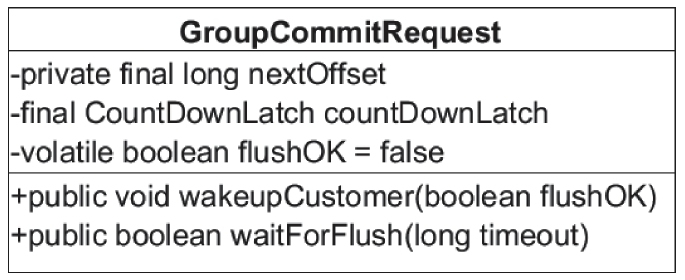 GroupCommitRequest
-private final long nextOffset
-final CountDownLatch countDownLatch
-volatile boolean flushOK = false
+public void wakeupCustomer(boolean flushOK)
+public boolean waitForFlush(long timeout)